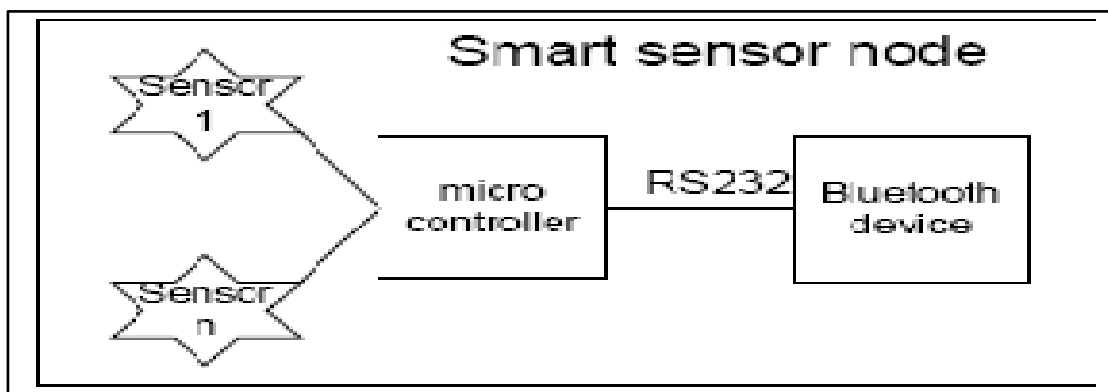 Smart sensor node
Sensor
1
micro
controller
RS232
Bluetooth
device
Sensor
n